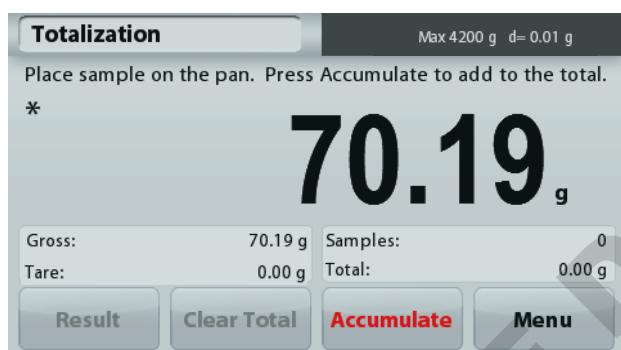 Totalization Max 4200 g d= 0.01 g
Place sample on the pan. Press Accumulate to add to the total.
*
70.19 g
Gross: 70.19 g Samples: 0
Tare: 0.00 g Total: 0.00 g
Result Clear Total Accumulate Menu